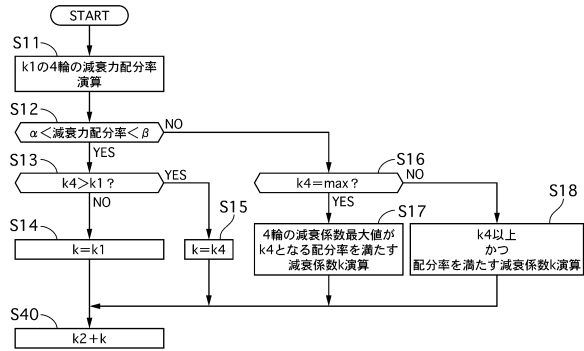 START
S11
k1の4輪の減衰力配分率
演算
S12
α＜減衰力配分率＜β
NO
YES
S13
k4>k1?
YES
NO
S16
k4=max?
NO
YES
S14
k=k1
S15
k=k4
S17
4輪の減衰係数最大値が
k4となる配分率を満たす
減衰係数k演算
S18
k4以上
かつ
配分率を満たす減衰係数k演算
S40
k2+k